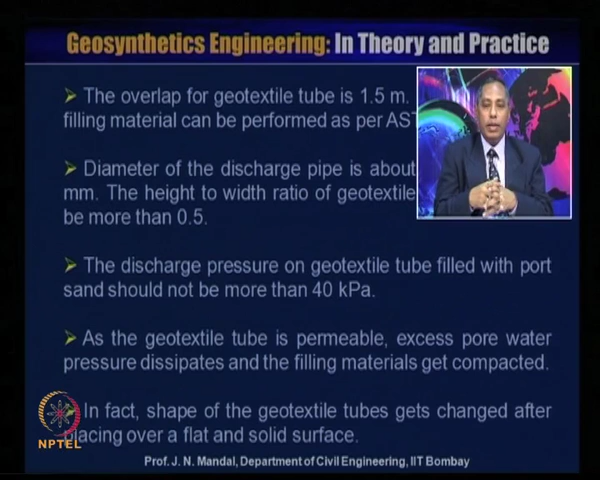 Geosynthetics Engineering: In Theory and Practice
➤ The overlap for geotextile tube is 1.5 m.
filling material can be performed as per AST
➤ Diameter of the discharge pipe is about
mm. The height to width ratio of geotextile
be more than 0.5.
➤ The discharge pressure on geotextile tube filled with port
sand should not be more than 40 kPa.
➤ As the geotextile tube is permeable, excess pore water
pressure dissipates and the filling materials get compacted.
➤ In fact, shape of the geotextile tubes gets changed after
placing over a flat and solid surface.
NPTEL
Prof. J. N. Mandal, Department of Civil Engineering, IIT Bombay